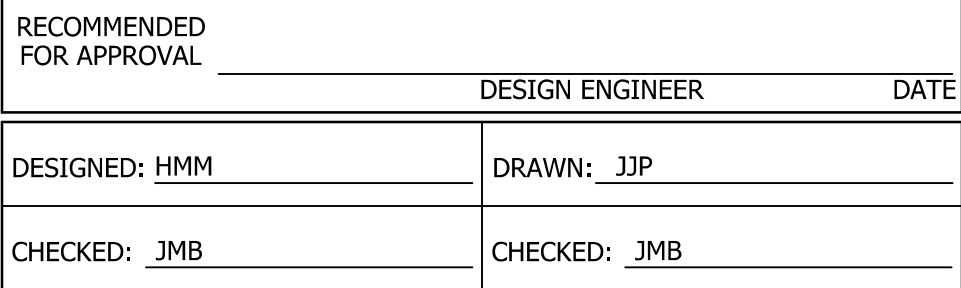 RECOMMENDED
FOR APPROVAL
DESIGN ENGINEER DATE
DESIGNED: HMM DRAWN: JJP
CHECKED: JMB CHECKED: JMB